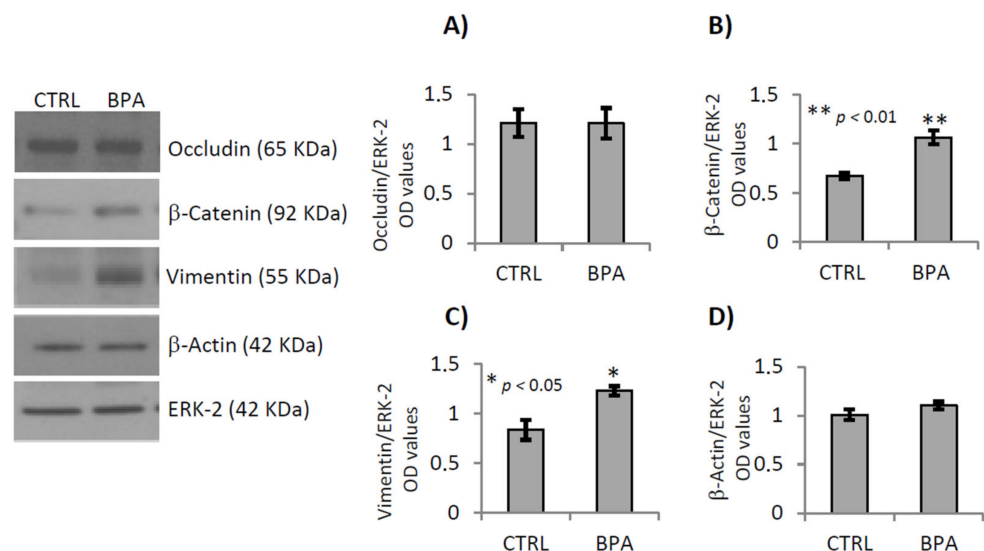 CTRL BPA
Occludin (65 KDa)
β-Catenin (92 KDa)
Vimentin (55 KDa)
β-Actin (42 KDa)
ERK-2 (42 KDa)
A)
Occludin/ERK-2
OD values
1.5
1
0.5
0
CTRL BPA
B)
β-Catenin/ERK-2
OD values
1.5
1
0.5
0
** p < 0.01
**
CTRL BPA
C)
Vimentin/ERK-2
OD values
1.5
1
0.5
0
* p < 0.05
*
CTRL BPA
D)
β-Actin/ERK-2
OD values
1.5
1
0.5
0
CTRL BPA